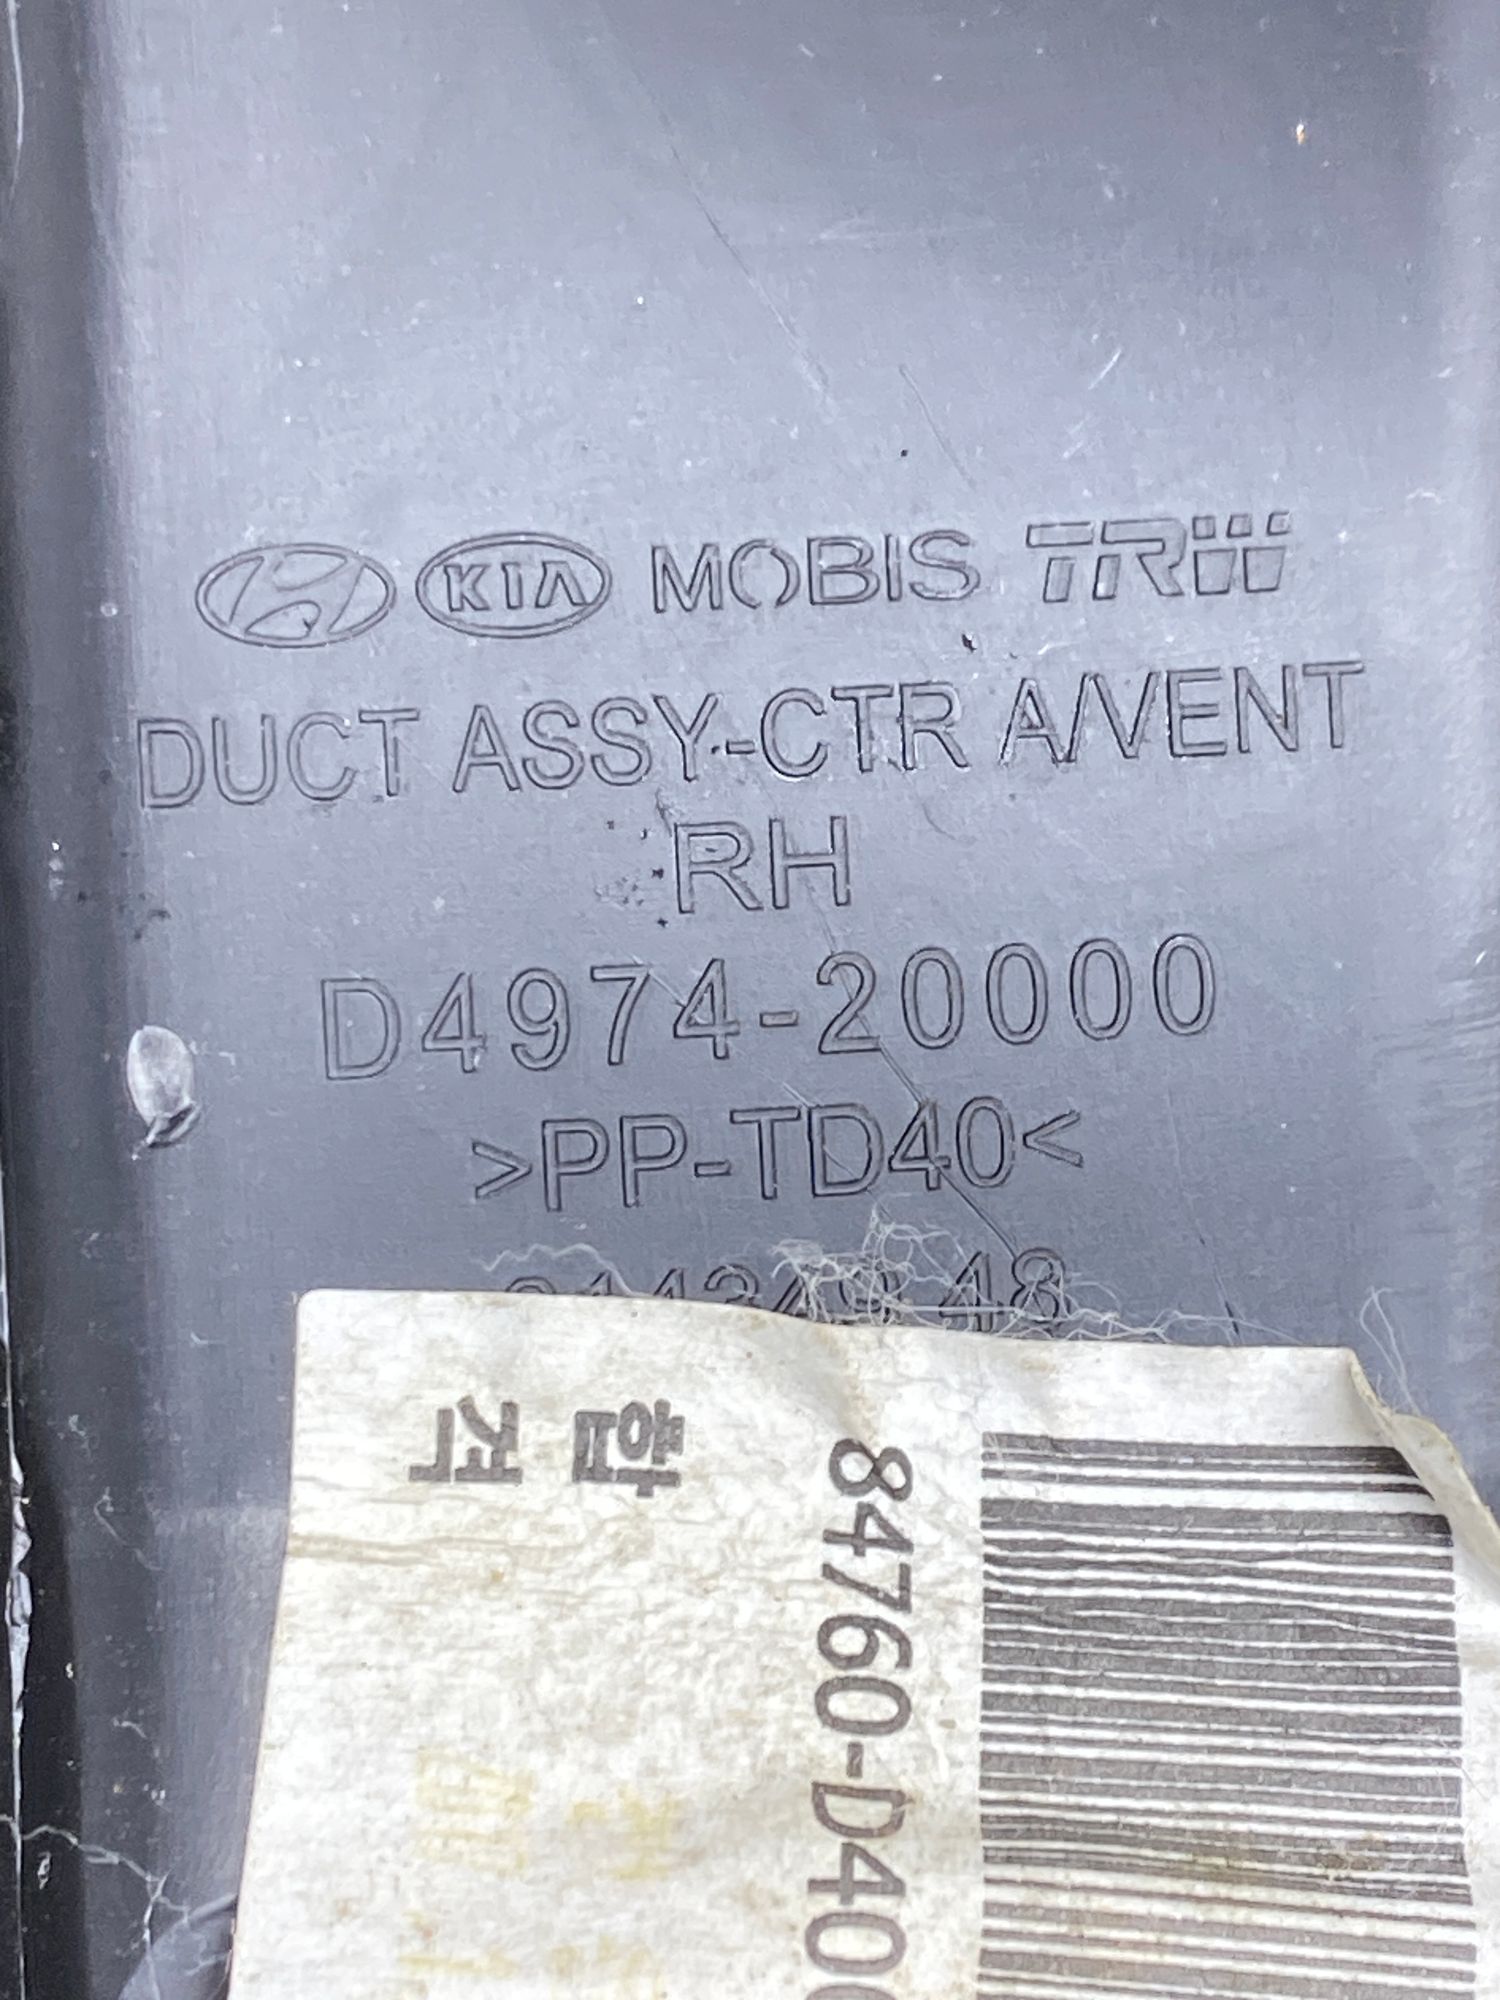 KIA MOBIS TRW
DUCT ASSY-CTR A/VENT
RH
D4974-20000
>PP-TD40<
84760-D40